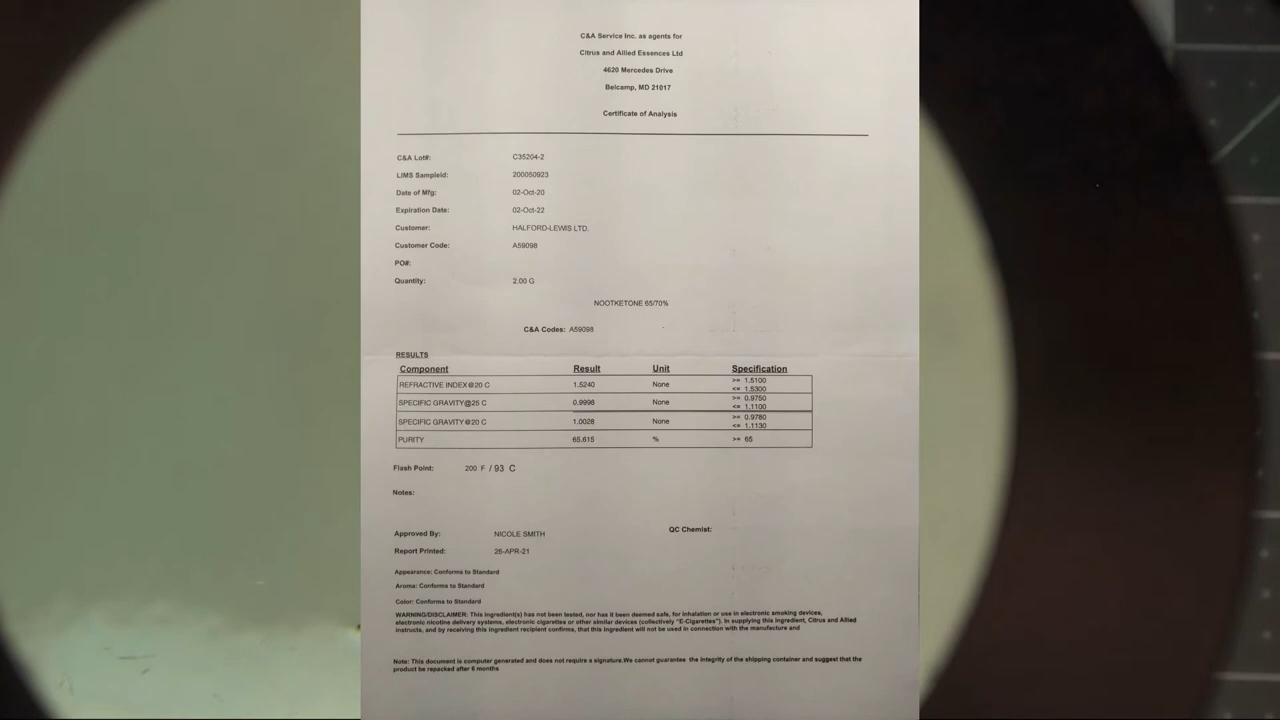 C&A Service Inc. as agents for
Citrus and Allied Essences Ltd
4620 Mercedes Drive
Belcamp, MD 21017
Certificate of Analysis
C&A Lot#: C35204-2
LIMS SampleId: 200050923
Date of Mfg: 02-Oct-20
Expiration Date: 02-Oct-22
Customer: HALFORD-LEWIS LTD.
Customer Code: A59098
PO#:
Quantity: 2.00 G
NOOTKETONE 65/70%
C&A Codes: A59098
RESULTS
Component Result Unit Specification
REFRACTIVE INDEX@20 C 1.5240 None >= 1.5100
<= 1.5300
SPECIFIC GRAVITY@25 C 0.9998 None >= 0.9750
<= 1.1100
SPECIFIC GRAVITY@20 C 1.0028 None >= 0.9780
<= 1.1130
PURITY 65.615 % >= 65
Flash Point: 200 F / 93 C
Notes:
QC Chemist:
Approved By: NICOLE SMITH
Report Printed: 26-APR-21
Appearance: Conforms to Standard
Aroma: Conforms to Standard
Color: Conforms to Standard
WARNING/DISCLAIMER: This ingredient(s) has not been tested, nor has it been deemed safe, for inhalation or use in electronic smoking devices,
electronic nicotine delivery systems, electronic cigarettes or other similar devices (collectively "E-Cigarettes"). In supplying this ingredient, Citrus and Allied
instructs, and by receiving this ingredient recipient confirms, that this ingredient will not be used in connection with the manufacture and
Note: This document is computer generated and does not require a signature.We cannot guarantee the integrity of the shipping container and suggest that the
product be repacked after 6 months